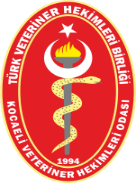 TÜRK VETERİNER HEKİMLERİ BİRLİĞİ
KOCAELİ VETERİNER HEKİMLERİ ODASI
1994